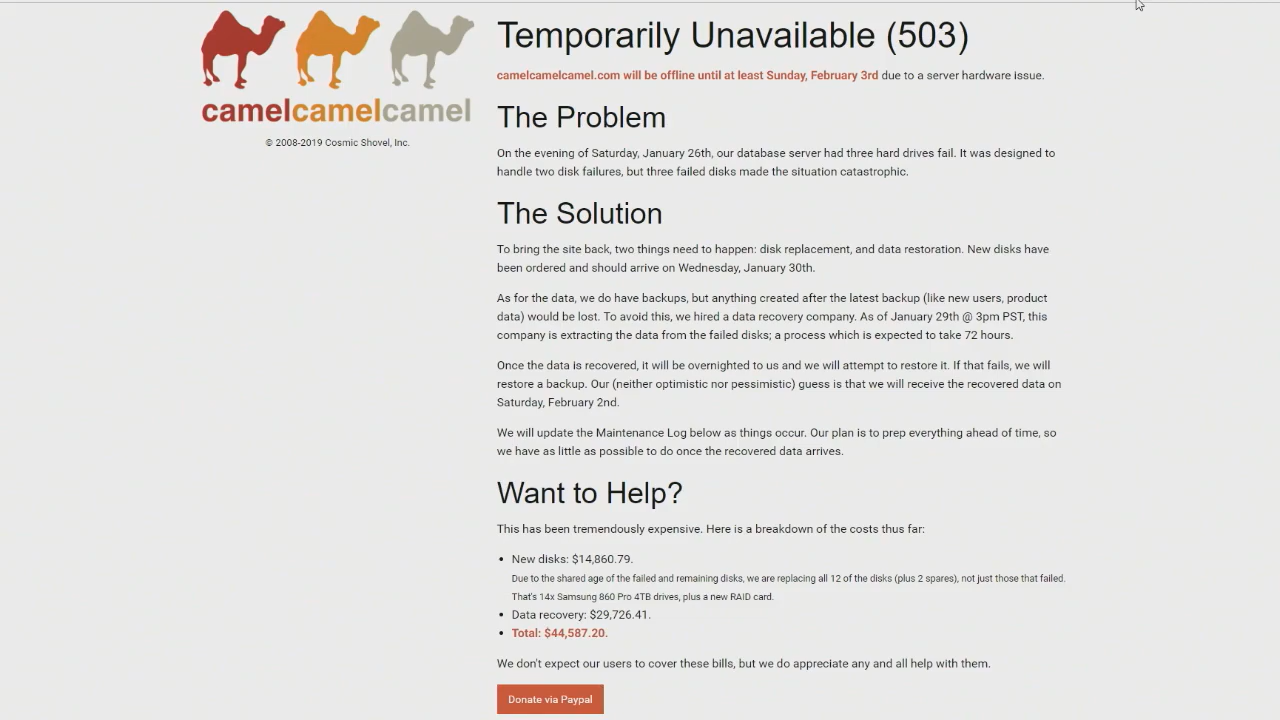 camelcamelcamel
© 2008-2019 Cosmic Shovel, Inc.
Temporarily Unavailable (503)
camelcamelcamel.com will be offline until at least Sunday, February 3rd due to a server hardware issue.
The Problem
On the evening of Saturday, January 26th, our database server had three hard drives fail. It was designed to
handle two disk failures, but three failed disks made the situation catastrophic.
The Solution
To bring the site back, two things need to happen: disk replacement, and data restoration. New disks have
been ordered and should arrive on Wednesday, January 30th.
As for the data, we do have backups, but anything created after the latest backup (like new users, product
data) would be lost. To avoid this, we hired a data recovery company. As of January 29th @ 3pm PST, this
company is extracting the data from the failed disks; a process which is expected to take 72 hours.
Once the data is recovered, it will be overnighted to us and we will attempt to restore it. If that fails, we will
restore a backup. Our (neither optimistic nor pessimistic) guess is that we will receive the recovered data on
Saturday, February 2nd.
We will update the Maintenance Log below as things occur. Our plan is to prep everything ahead of time, so
we have as little as possible to do once the recovered data arrives.
Want to Help?
This has been tremendously expensive. Here is a breakdown of the costs thus far:
• New disks: $14,860.79.
Due to the shared age of the failed and remaining disks, we are replacing all 12 of the disks (plus 2 spares), not just those that failed.
That's 14x Samsung 860 Pro 4TB drives, plus a new RAID card.
• Data recovery: $29,726.41.
• Total: $44,587.20.
We don't expect our users to cover these bills, but we do appreciate any and all help with them.
Donate via Paypal